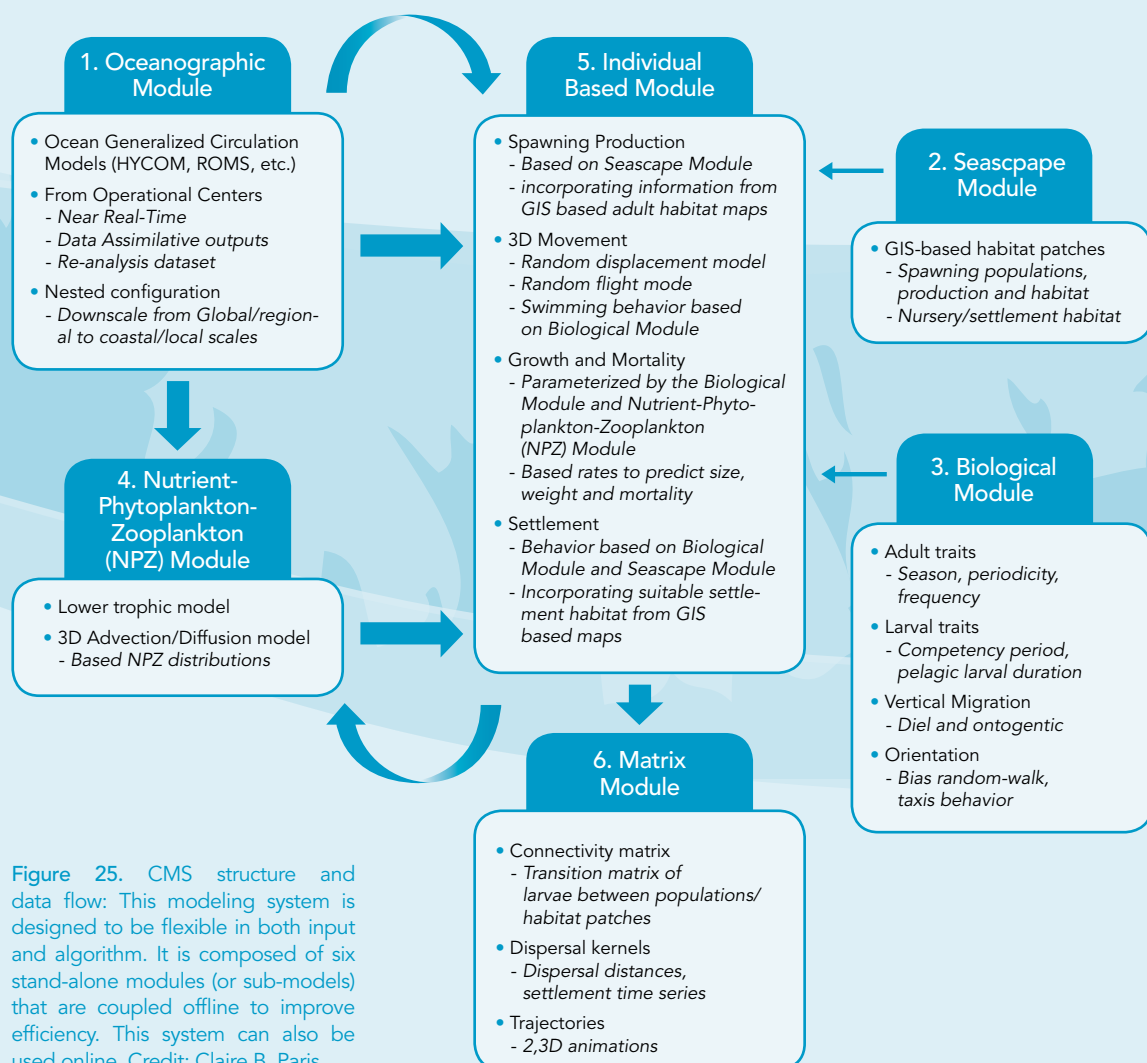 1. Oceanographic
Module
• Ocean Generalized Circulation
Models (HYCOM, ROMS, etc.)
• From Operational Centers
- Near Real-Time
- Data Assimilative outputs
- Re-analysis dataset
• Nested configuration
- Downscale from Global/region-
al to coastal/local scales
4. Nutrient-
Phytoplankton-
Zooplankton
(NPZ) Module
• Lower trophic model
• 3D Advection/Diffusion model
- Based NPZ distributions
5. Individual
Based Module
• Spawning Production
- Based on Seascape Module
- incorporating information from
GIS based adult habitat maps
• 3D Movement
- Random displacement model
- Random flight mode
- Swimming behavior based
on Biological Module
• Growth and Mortality
- Parameterized by the Biological
Module and Nutrient-Phyto-
plankton-Zooplankton
(NPZ) Module
- Based rates to predict size,
weight and mortality
• Settlement
- Behavior based on Biological
Module and Seascape Module
- Incorporating suitable settle-
ment habitat from GIS
based maps
2. Seascpape
Module
• GIS-based habitat patches
- Spawning populations,
production and habitat
- Nursery/settlement habitat
3. Biological
Module
• Adult traits
- Season, periodicity,
frequency
• Larval traits
- Competency period,
pelagic larval duration
• Vertical Migration
- Diel and ontogentic
• Orientation
- Bias random-walk,
taxis behavior
6. Matrix
Module
• Connectivity matrix
- Transition matrix of
larvae between populations/
habitat patches
• Dispersal kernels
- Dispersal distances,
settlement time series
• Trajectories
- 2,3D animations
Figure 25. CMS structure and
data flow: This modeling system is
designed to be flexible in both input
and algorithm. It is composed of six
stand-alone modules (or sub-models)
that are coupled offline to improve
efficiency. This system can also be
used online. Credit: Claire B. Paris